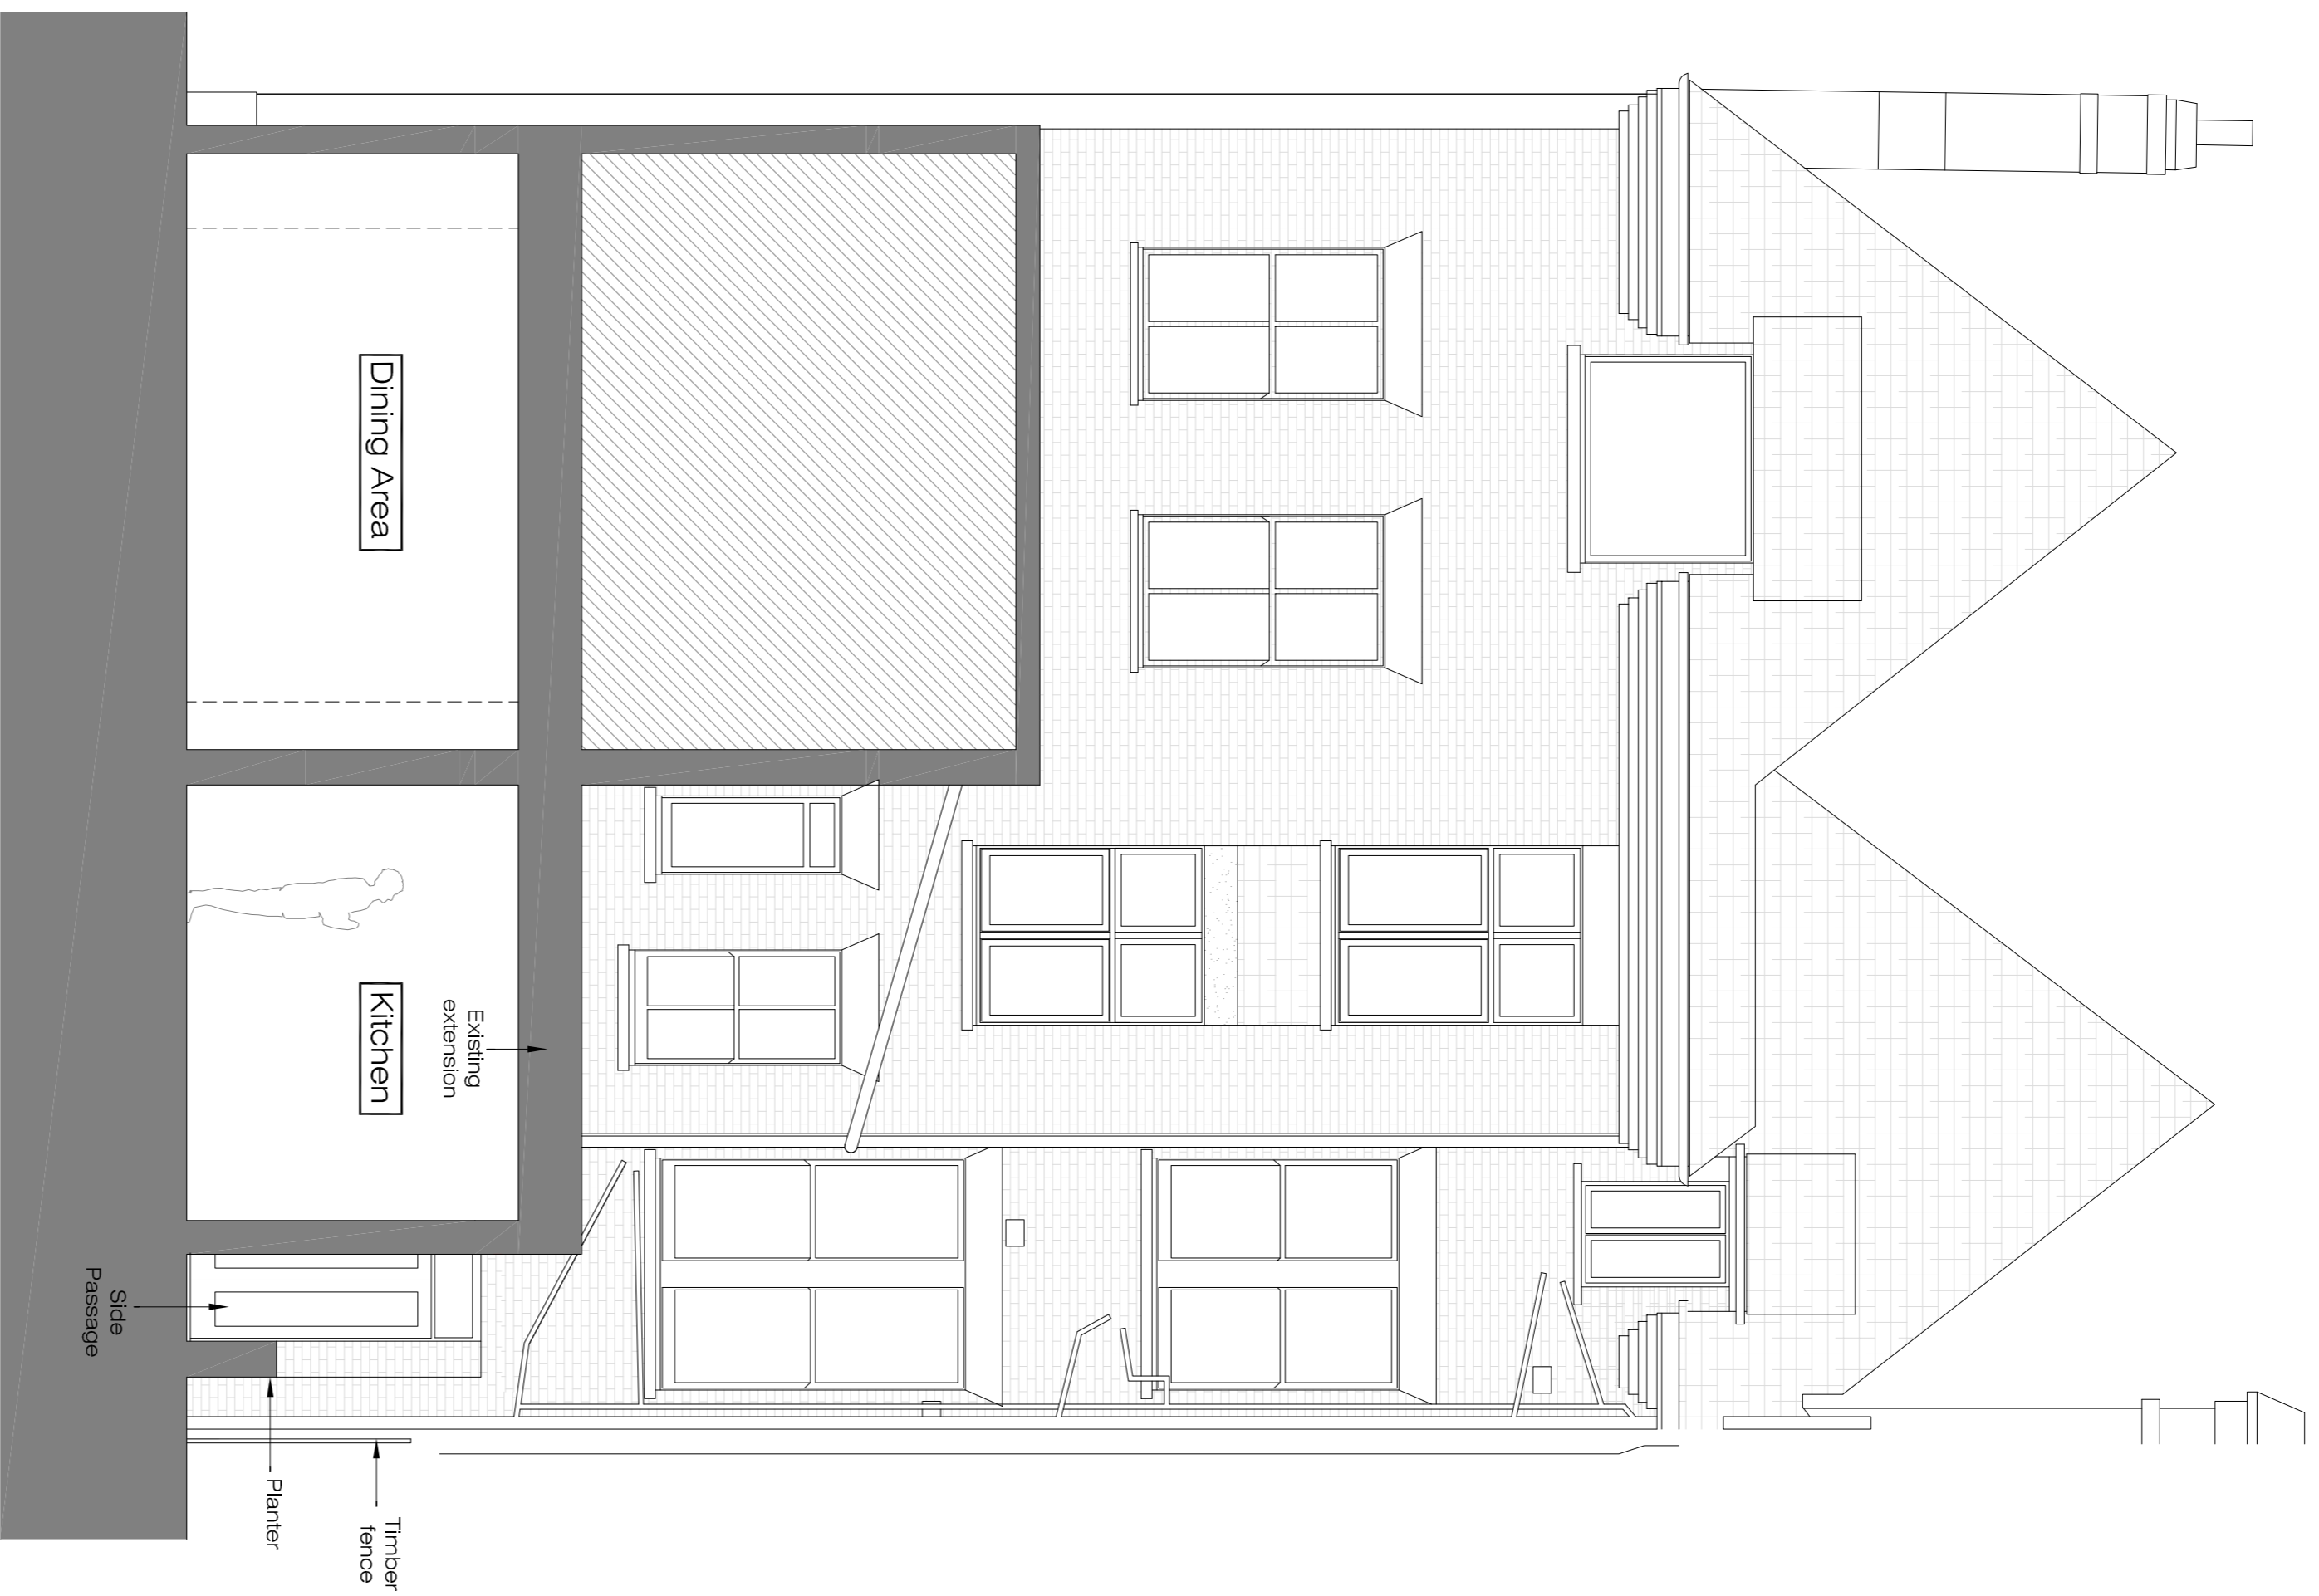 Dining Area
Existing
extension
Kitchen
Side
Passage
Planter
Timber
fence